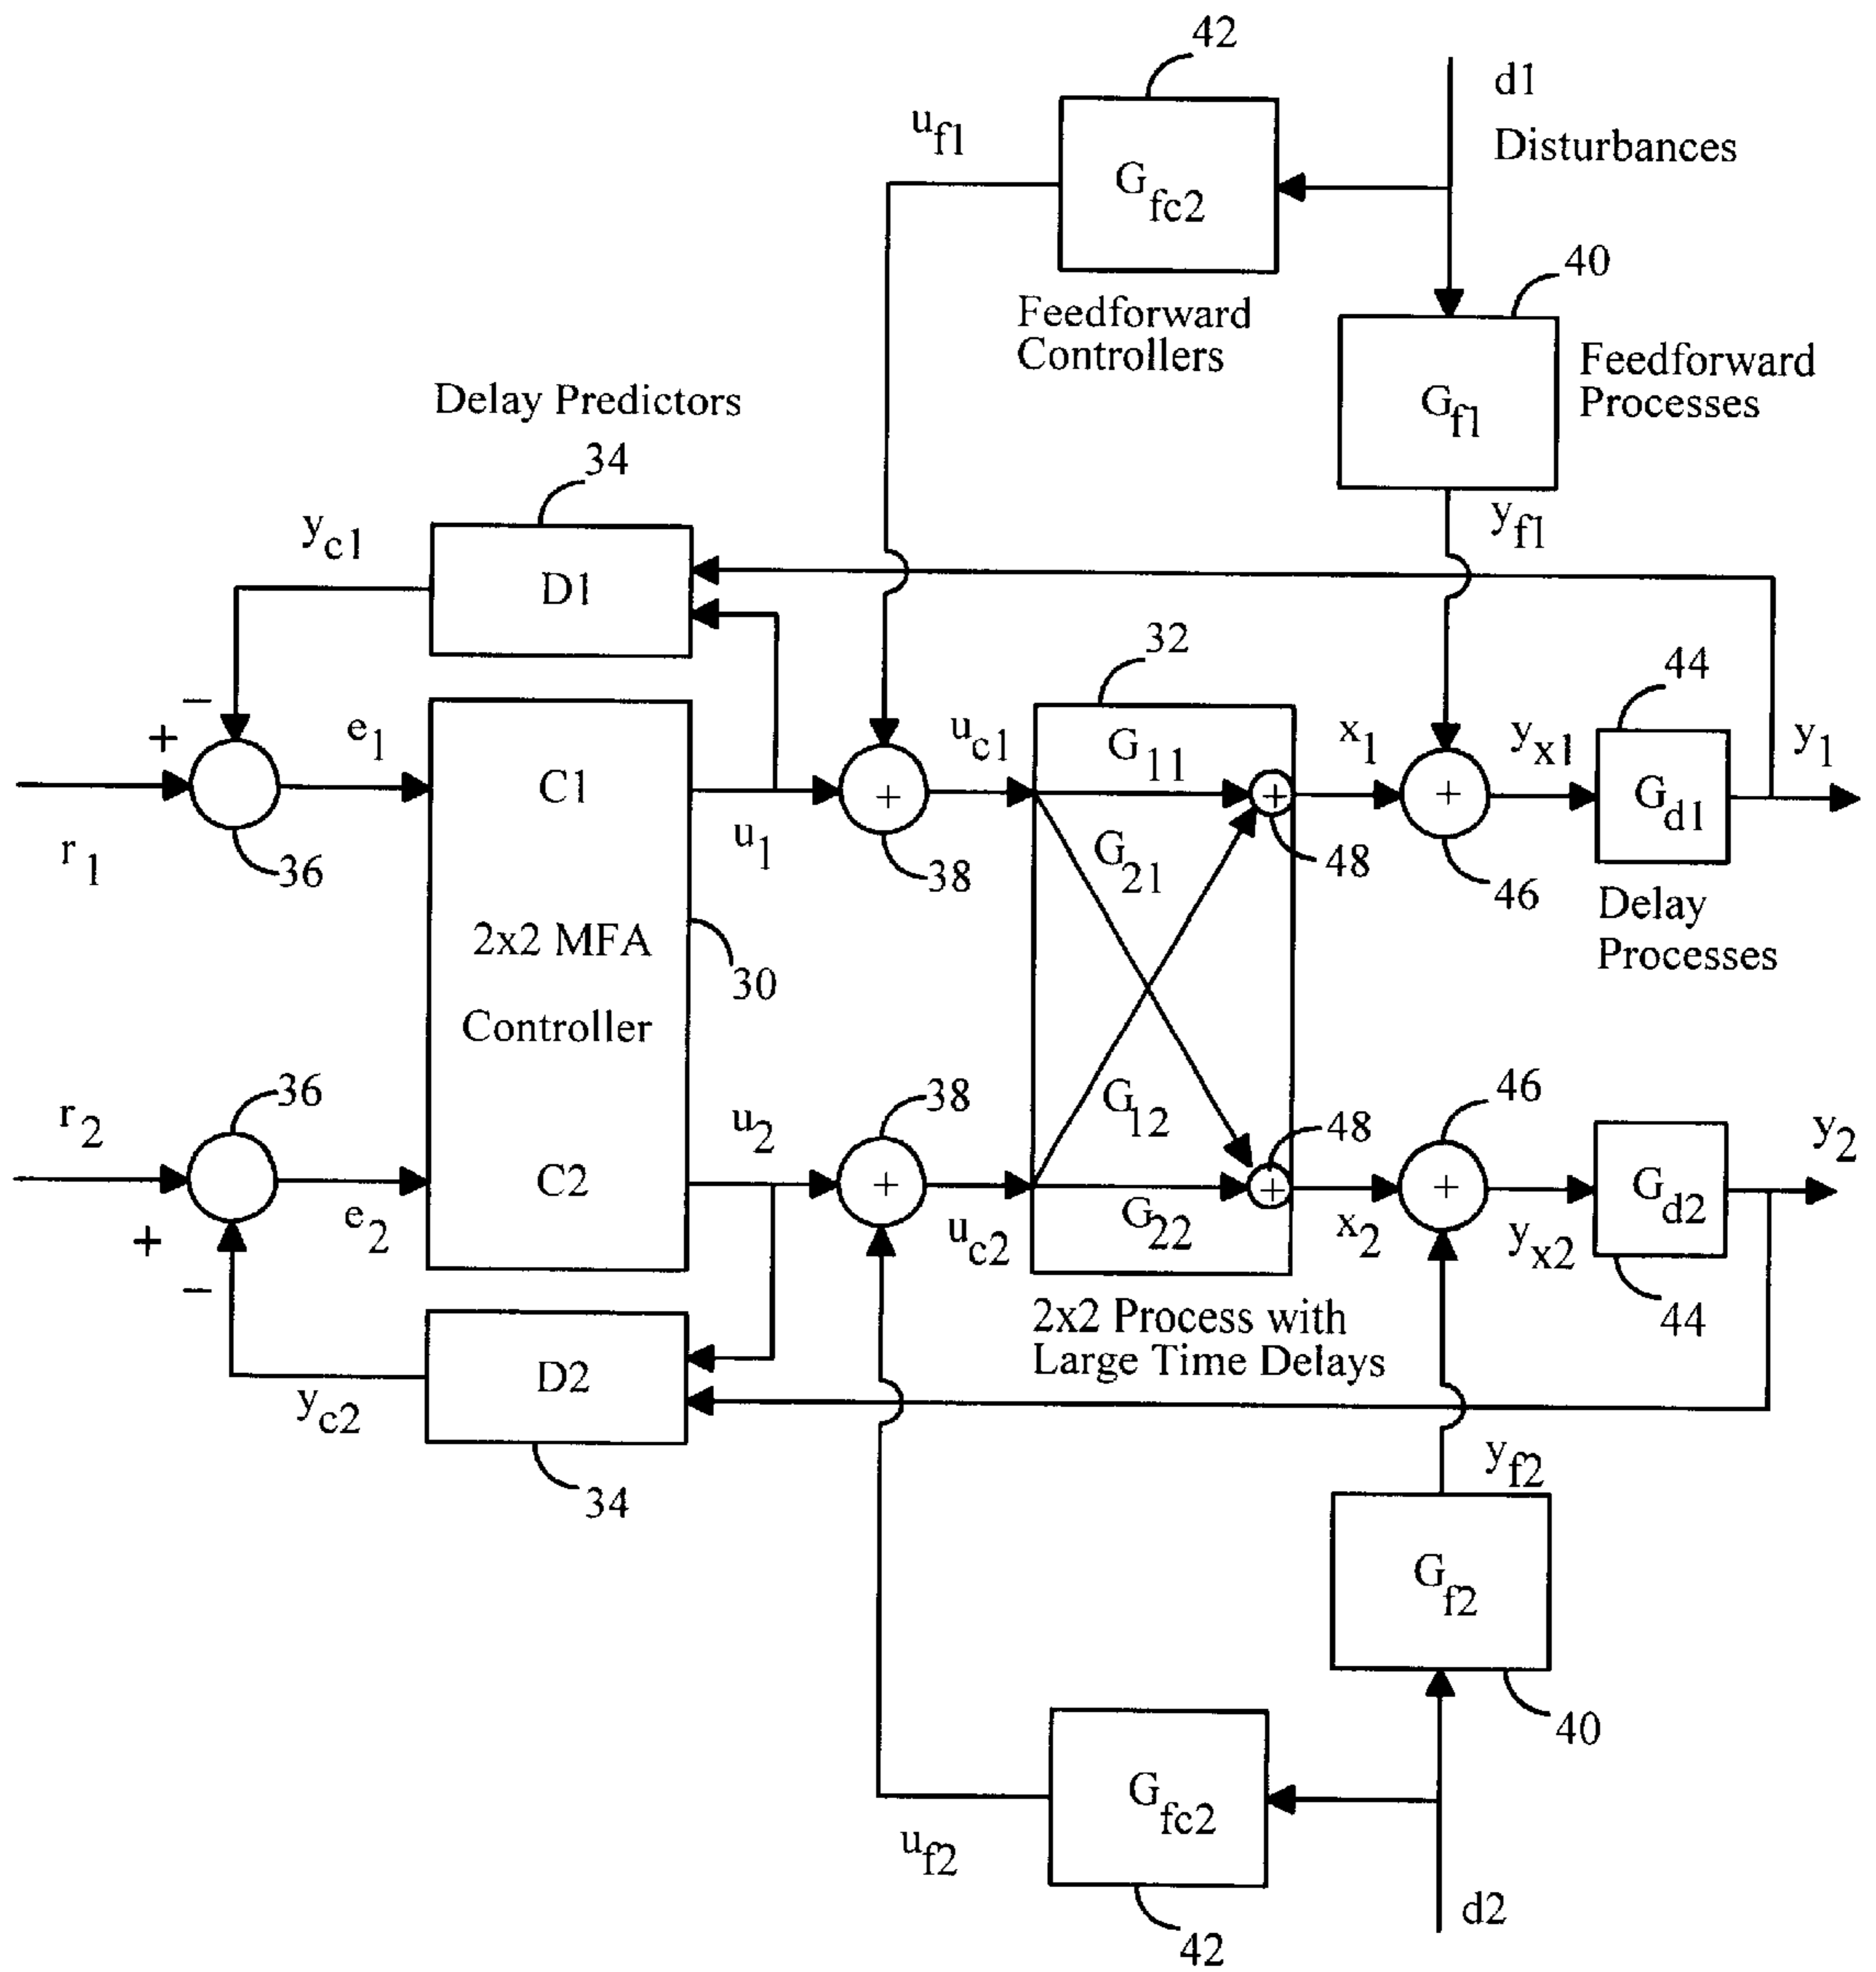 42
d1
Disturbances
u f1
G fc2
40
Feedforward
Controllers
Feedforward
Processes
G f1
Delay Predictors
34
y c1
y f1
D1
32
44
−
+
e 1
u c1
G 11
x 1
y x1
y 1
C1
+
+
+
G d1
r 1
36
u 1
38
G 21
48
46
Delay
Processes
2x2 MFA
Controller
30
36
38
46
r 2
u 2
G 12
48
y 2
C2
+
+
+
G d2
+
e 2
u c2
G 22
x 2
y x2
−
44
2x2 Process with
Large Time Delays
D2
y c2
34
y f2
G f2
40
G fc2
u f2
d2
42